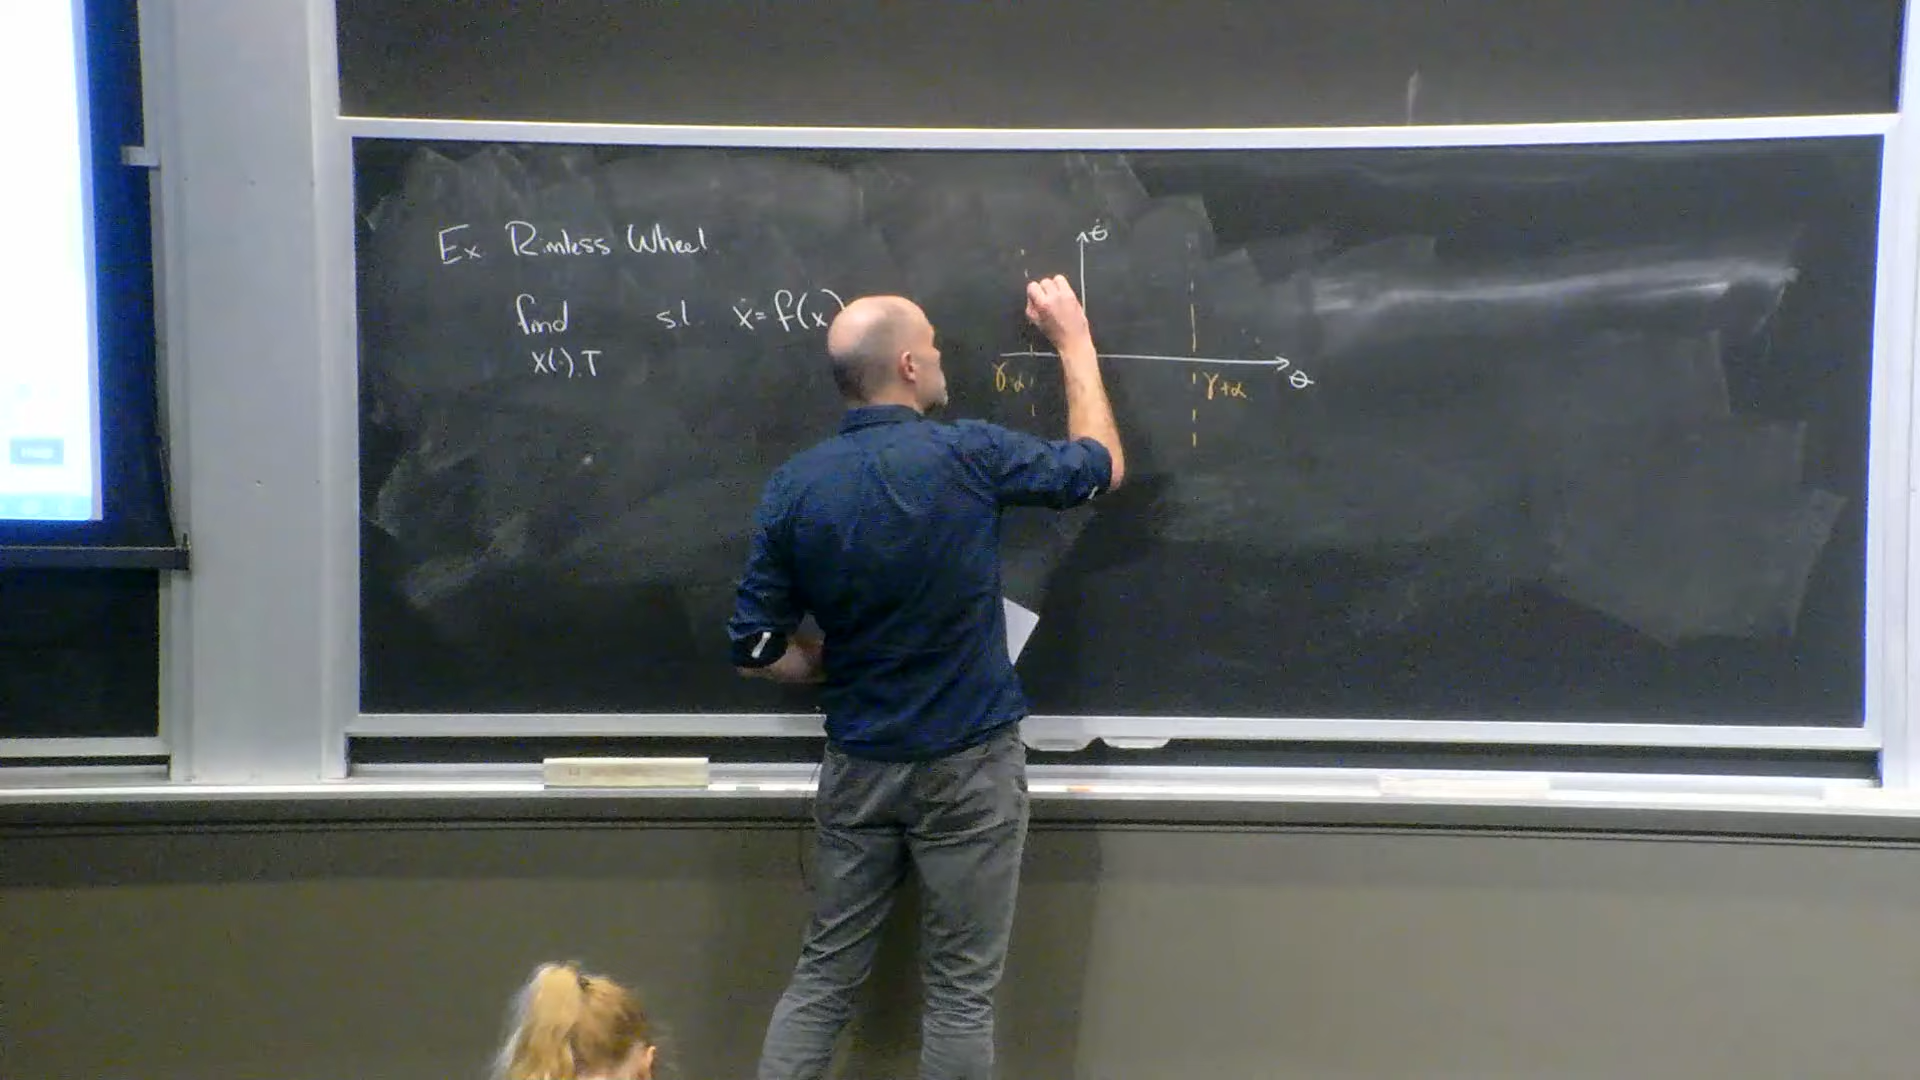 Ex Rimless Wheel
find s.t. ẋ=f(x)
x(·),T
θ̇
θ
γ-α
γ+α